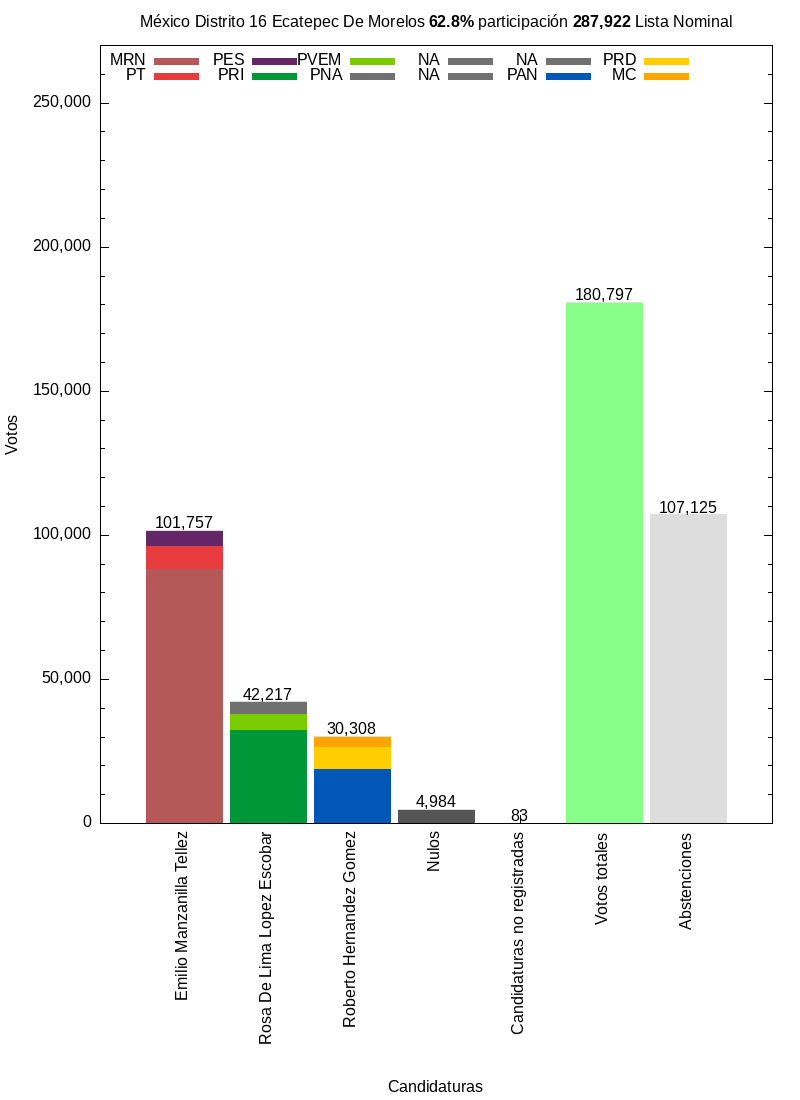 México Distrito 16 Ecatepec De Morelos 62.8% participación 287,922 Lista Nominal
MRN PES PVEM NA NA PRD
PT PRI PNA NA PAN MC
250,000
200,000
150,000
100,000
50,000
0
Votos
101,757
42,217
30,308
4,984
83
180,797
107,125
Emilio Manzanilla Tellez
Rosa De Lima Lopez Escobar
Roberto Hernandez Gomez
Nulos
Candidaturas no registradas
Votos totales
Abstenciones
Candidaturas